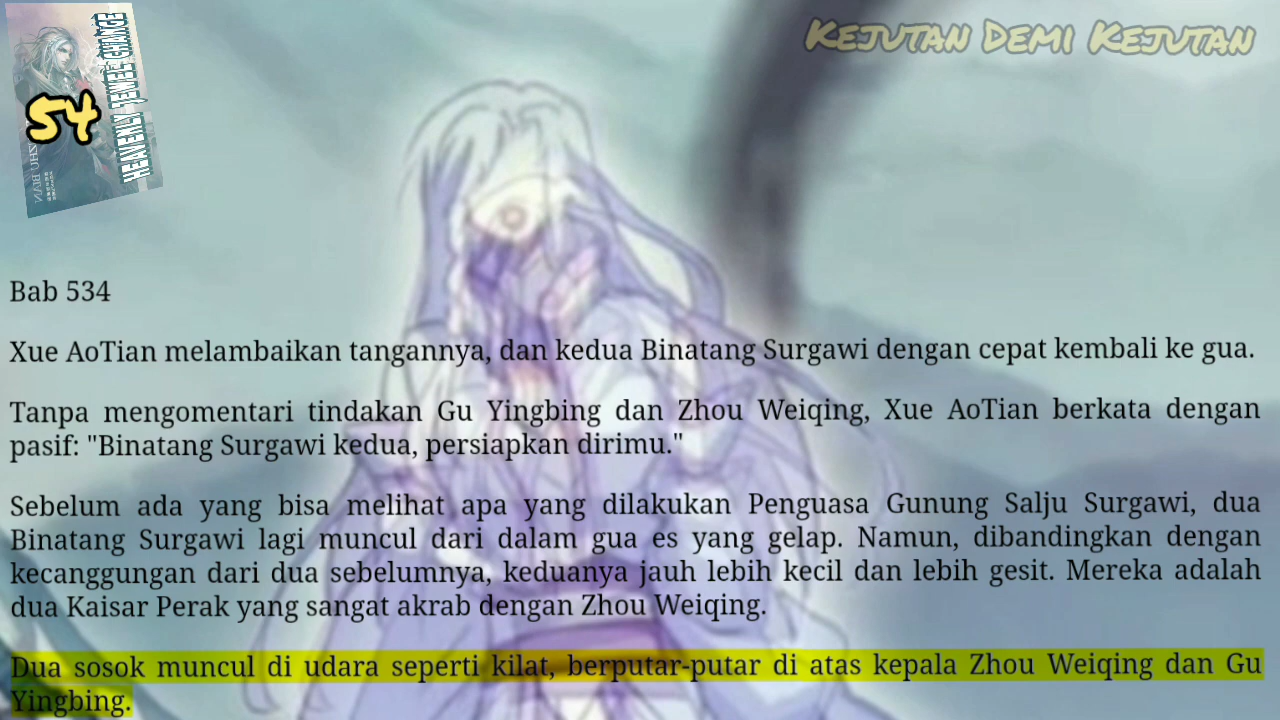 HEAVENLY JEWEL CHANGE
54
Kejutan Demi Kejutan
Bab 534
Xue AoTian melambaikan tangannya, dan kedua Binatang Surgawi dengan cepat kembali ke gua.
Tanpa mengomentari tindakan Gu Yingbing dan Zhou Weiqing, Xue AoTian berkata dengan
pasif: "Binatang Surgawi kedua, persiapkan dirimu."
Sebelum ada yang bisa melihat apa yang dilakukan Penguasa Gunung Salju Surgawi, dua
Binatang Surgawi lagi muncul dari dalam gua es yang gelap. Namun, dibandingkan dengan
kecanggungan dari dua sebelumnya, keduanya jauh lebih kecil dan lebih gesit. Mereka adalah
dua Kaisar Perak yang sangat akrab dengan Zhou Weiqing.
Dua sosok muncul di udara seperti kilat, berputar-putar di atas kepala Zhou Weiqing dan Gu
Yingbing.